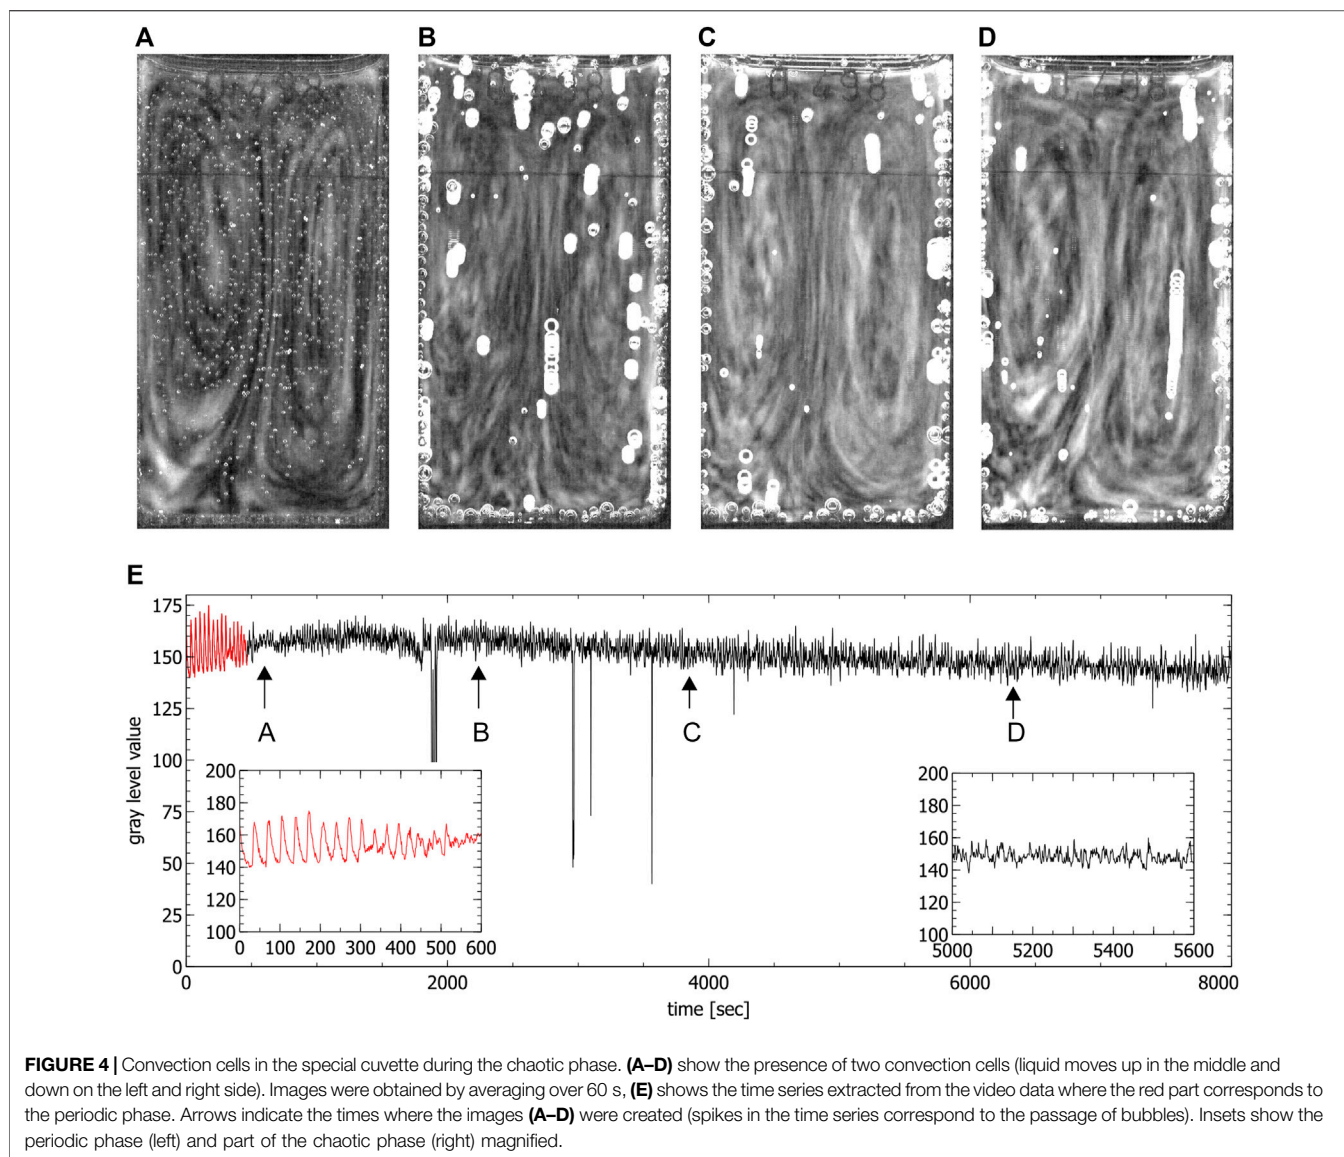 A B C D
0 498
1 498
E
175
150
125
100
75
50
25
0
gray level value
A B C D
200
180
160
140
120
100
0 100 200 300 400 500 600
200
180
160
140
120
100
5000 5200 5400 5600
0 2000 4000 6000 8000
time [sec]
FIGURE 4 | Convection cells in the special cuvette during the chaotic phase. (A–D) show the presence of two convection cells (liquid moves up in the middle and
down on the left and right side). Images were obtained by averaging over 60 s, (E) shows the time series extracted from the video data where the red part corresponds to
the periodic phase. Arrows indicate the times where the images (A–D) were created (spikes in the time series correspond to the passage of bubbles). Insets show the
periodic phase (left) and part of the chaotic phase (right) magnified.